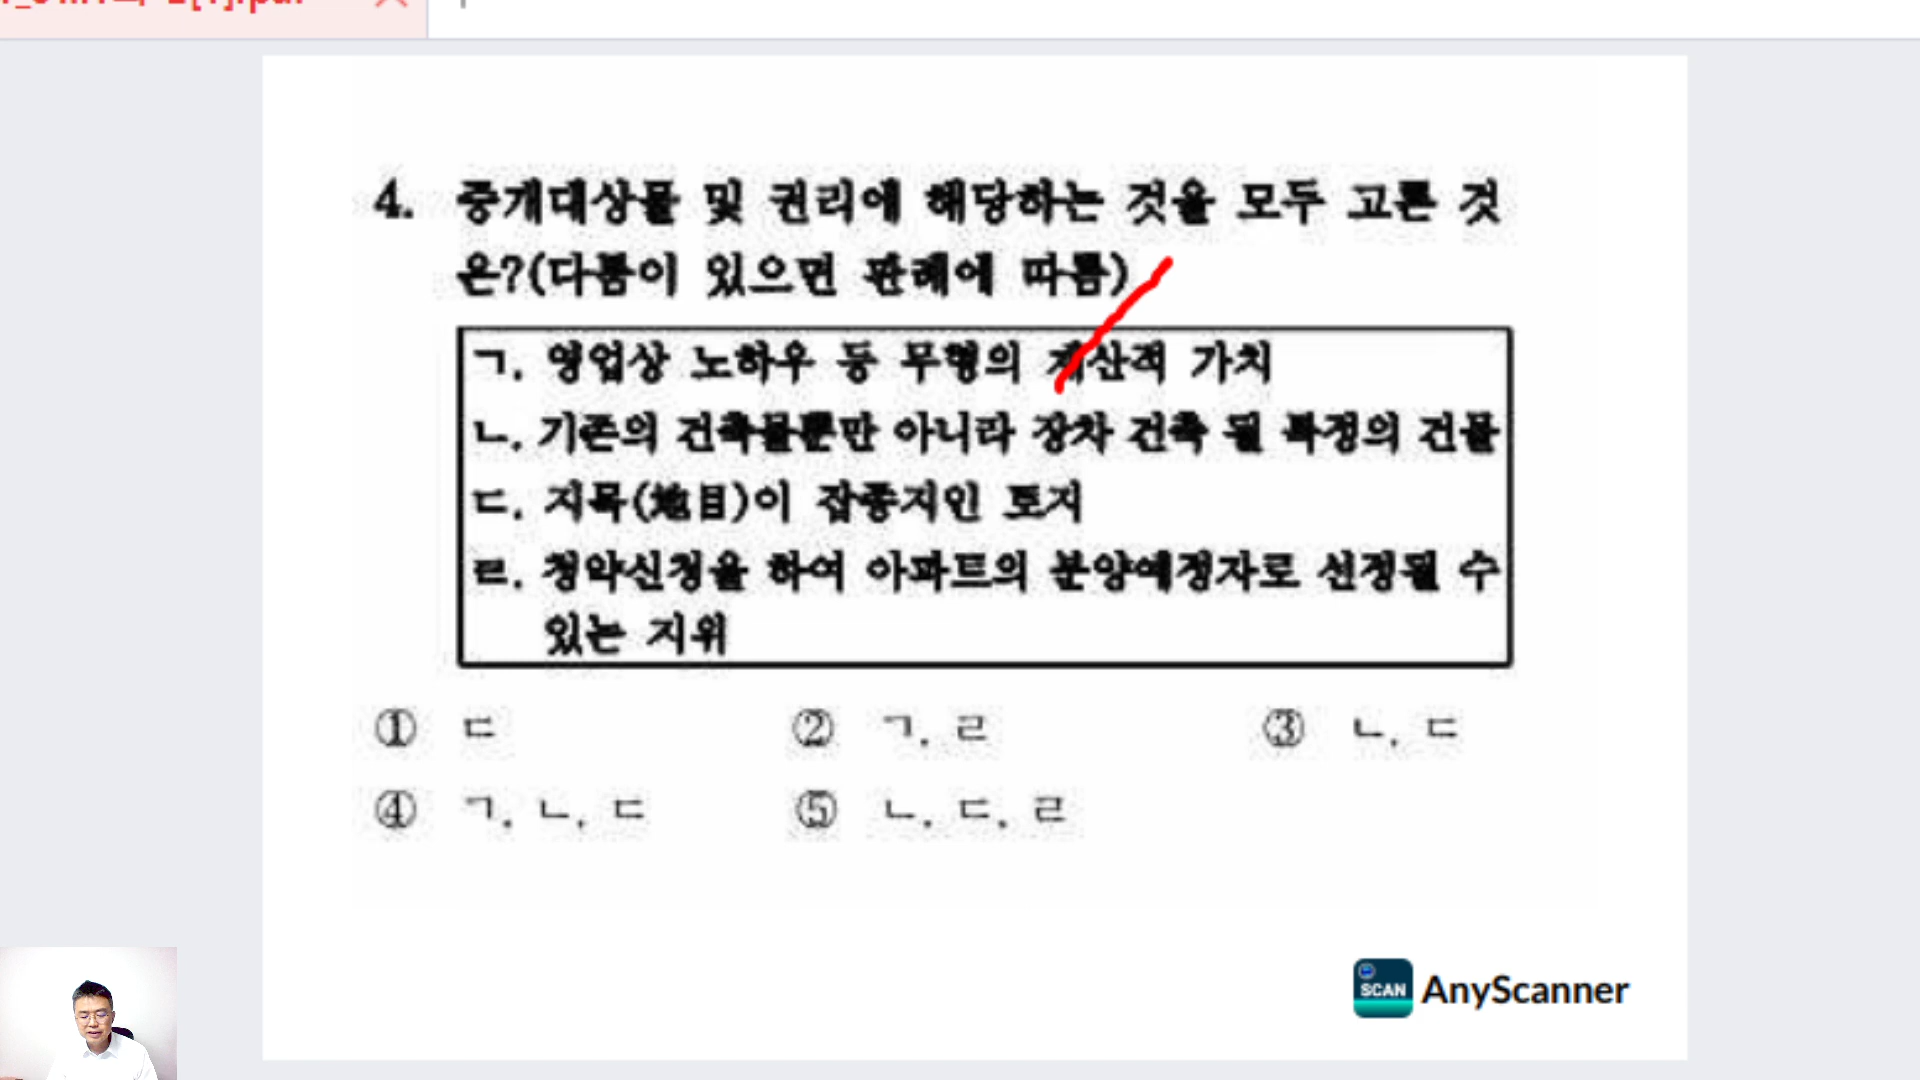 4. 중개대상물 및 권리에 해당하는 것을 모두 고른 것
은?(다툼이 있으면 판례에 따름)
ㄱ. 영업상 노하우 등 무형의 재산적 가치
ㄴ. 기존의 건축물뿐만 아니라 장차 건축 될 특정의 건물
ㄷ. 지목(地目)이 잡종지인 토지
ㄹ. 청약신청을 하여 아파트의 분양예정자로 선정될 수
있는 지위
① ㄷ ② ㄱ, ㄹ ③ ㄴ, ㄷ
④ ㄱ, ㄴ, ㄷ ⑤ ㄴ, ㄷ, ㄹ
SCAN AnyScanner